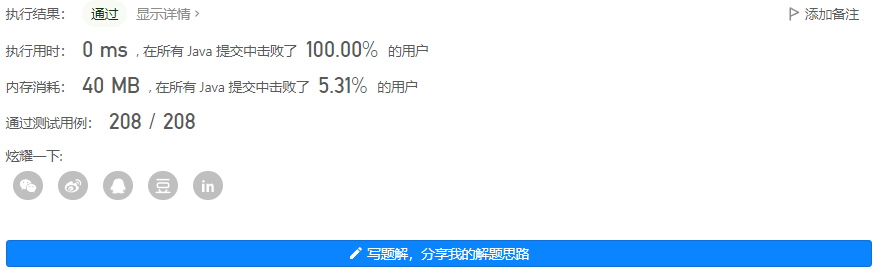 执行结果： 通过 显示详情 › 添加备注
执行用时： 0 ms , 在所有 Java 提交中击败了 100.00% 的用户
内存消耗： 40 MB , 在所有 Java 提交中击败了 5.31% 的用户
通过测试用例： 208 / 208
炫耀一下:
豆 in
写题解，分享我的解题思路